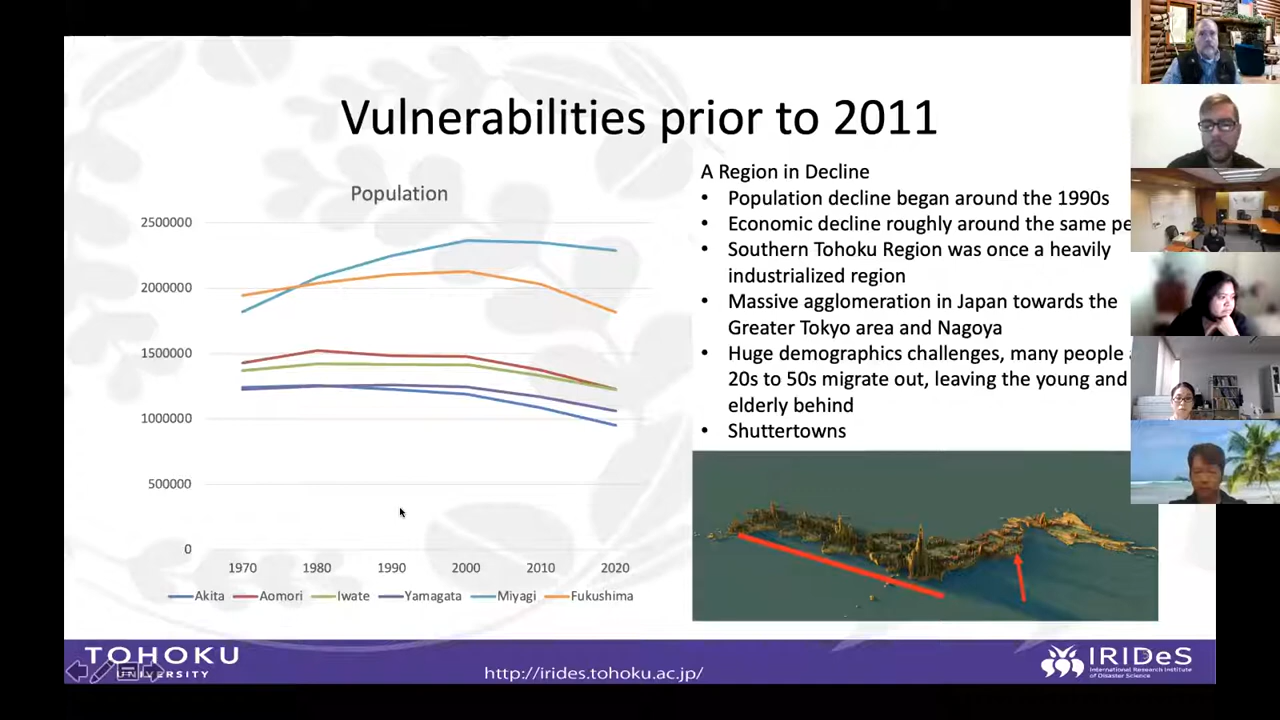 Vulnerabilities prior to 2011
Population
2500000
2000000
1500000
1000000
500000
0
1970 1980 1990 2000 2010 2020
Akita Aomori Iwate Yamagata Miyagi Fukushima
A Region in Decline
• Population decline began around the 1990s
• Economic decline roughly around the same pe
• Southern Tohoku Region was once a heavily
industrialized region
• Massive agglomeration in Japan towards the
Greater Tokyo area and Nagoya
• Huge demographics challenges, many people
20s to 50s migrate out, leaving the young and
elderly behind
• Shuttertowns
TOHOKU
UNIVERSITY
http://irides.tohoku.ac.jp/
IRIDeS
International Research Institute
of Disaster Science